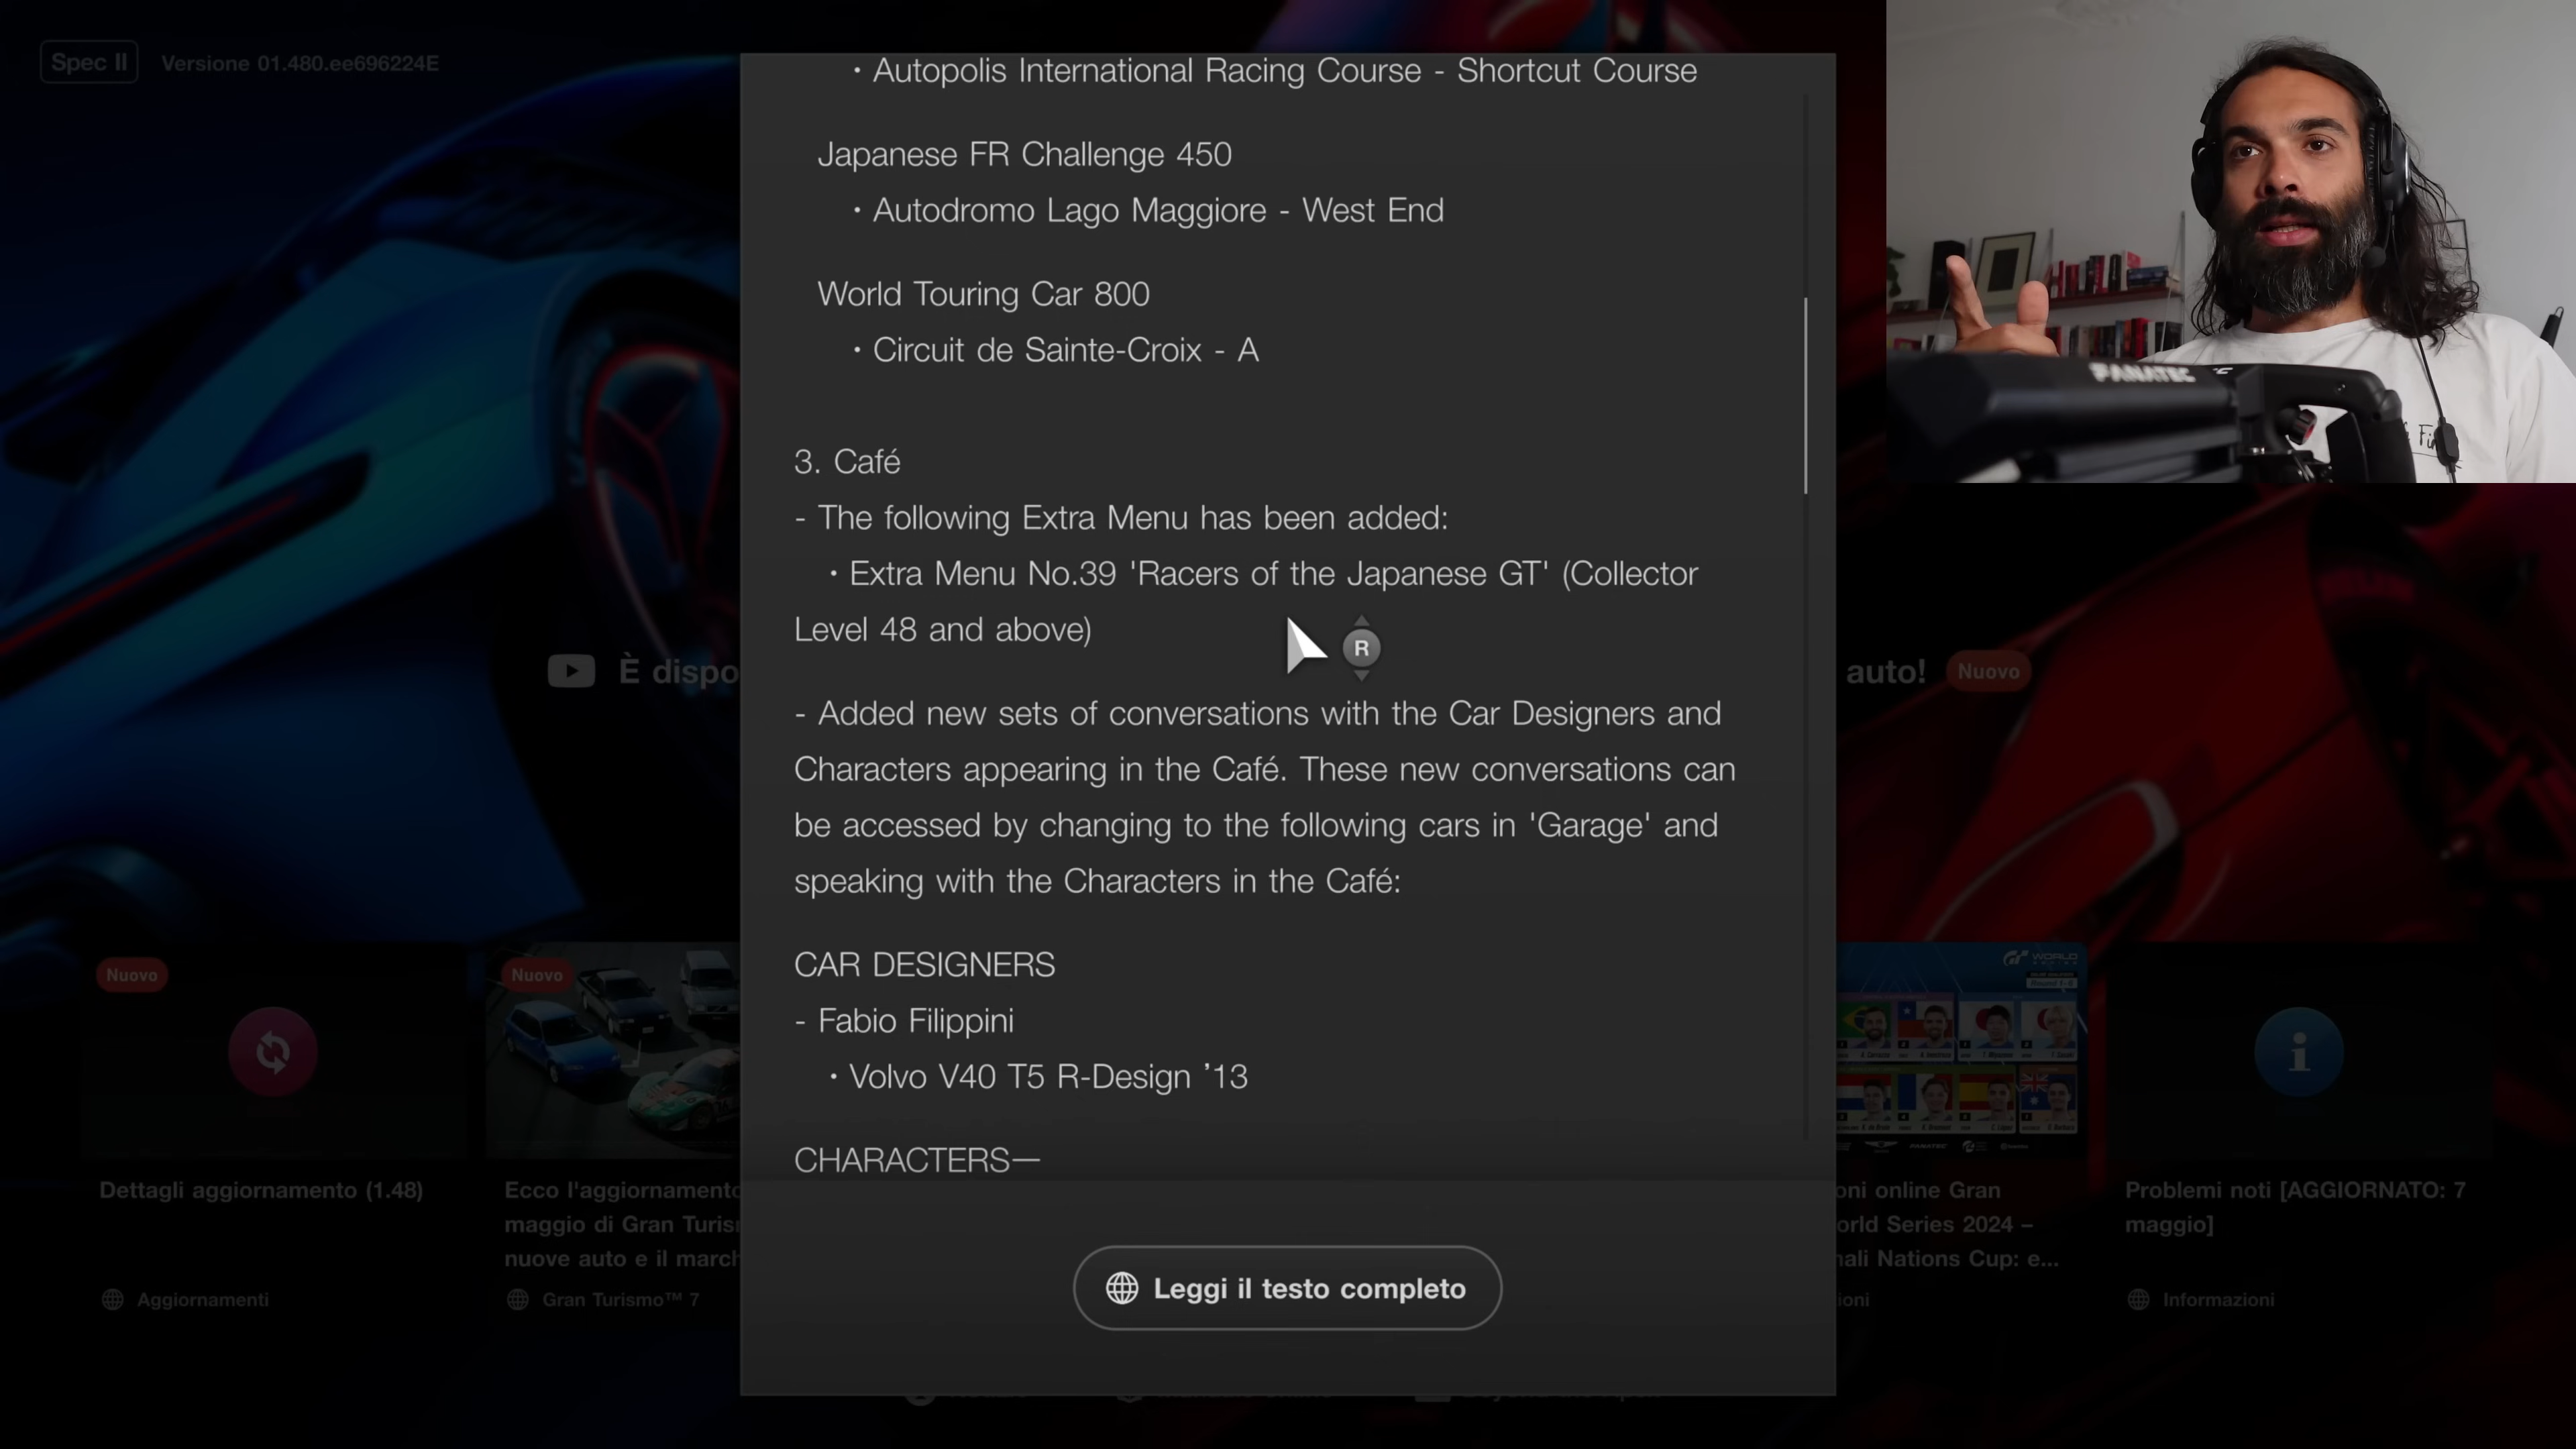 Spec II
Versione 01.480.ee696224E
• Autopolis International Racing Course - Shortcut Course
Japanese FR Challenge 450
• Autodromo Lago Maggiore - West End
World Touring Car 800
• Circuit de Sainte-Croix - A
3. Café
- The following Extra Menu has been added:
• Extra Menu No.39 'Racers of the Japanese GT' (Collector
Level 48 and above)
- Added new sets of conversations with the Car Designers and
Characters appearing in the Café. These new conversations can
be accessed by changing to the following cars in 'Garage' and
speaking with the Characters in the Café:
CAR DESIGNERS
- Fabio Filippini
• Volvo V40 T5 R-Design ’13
CHARACTERS—
Leggi il testo completo
R
FANATEC
È dispo
auto!
Nuovo
Nuovo
Dettagli aggiornamento (1.48)
Aggiornamenti
Nuovo
Ecco l'aggiornamento
maggio di Gran Turis
nuove auto e il march
Gran Turismo™ 7
WORLD
oni online Gran
orld Series 2024 –
nali Nations Cup: e...
ioni
Problemi noti [AGGIORNATO: 7
maggio]
Informazioni